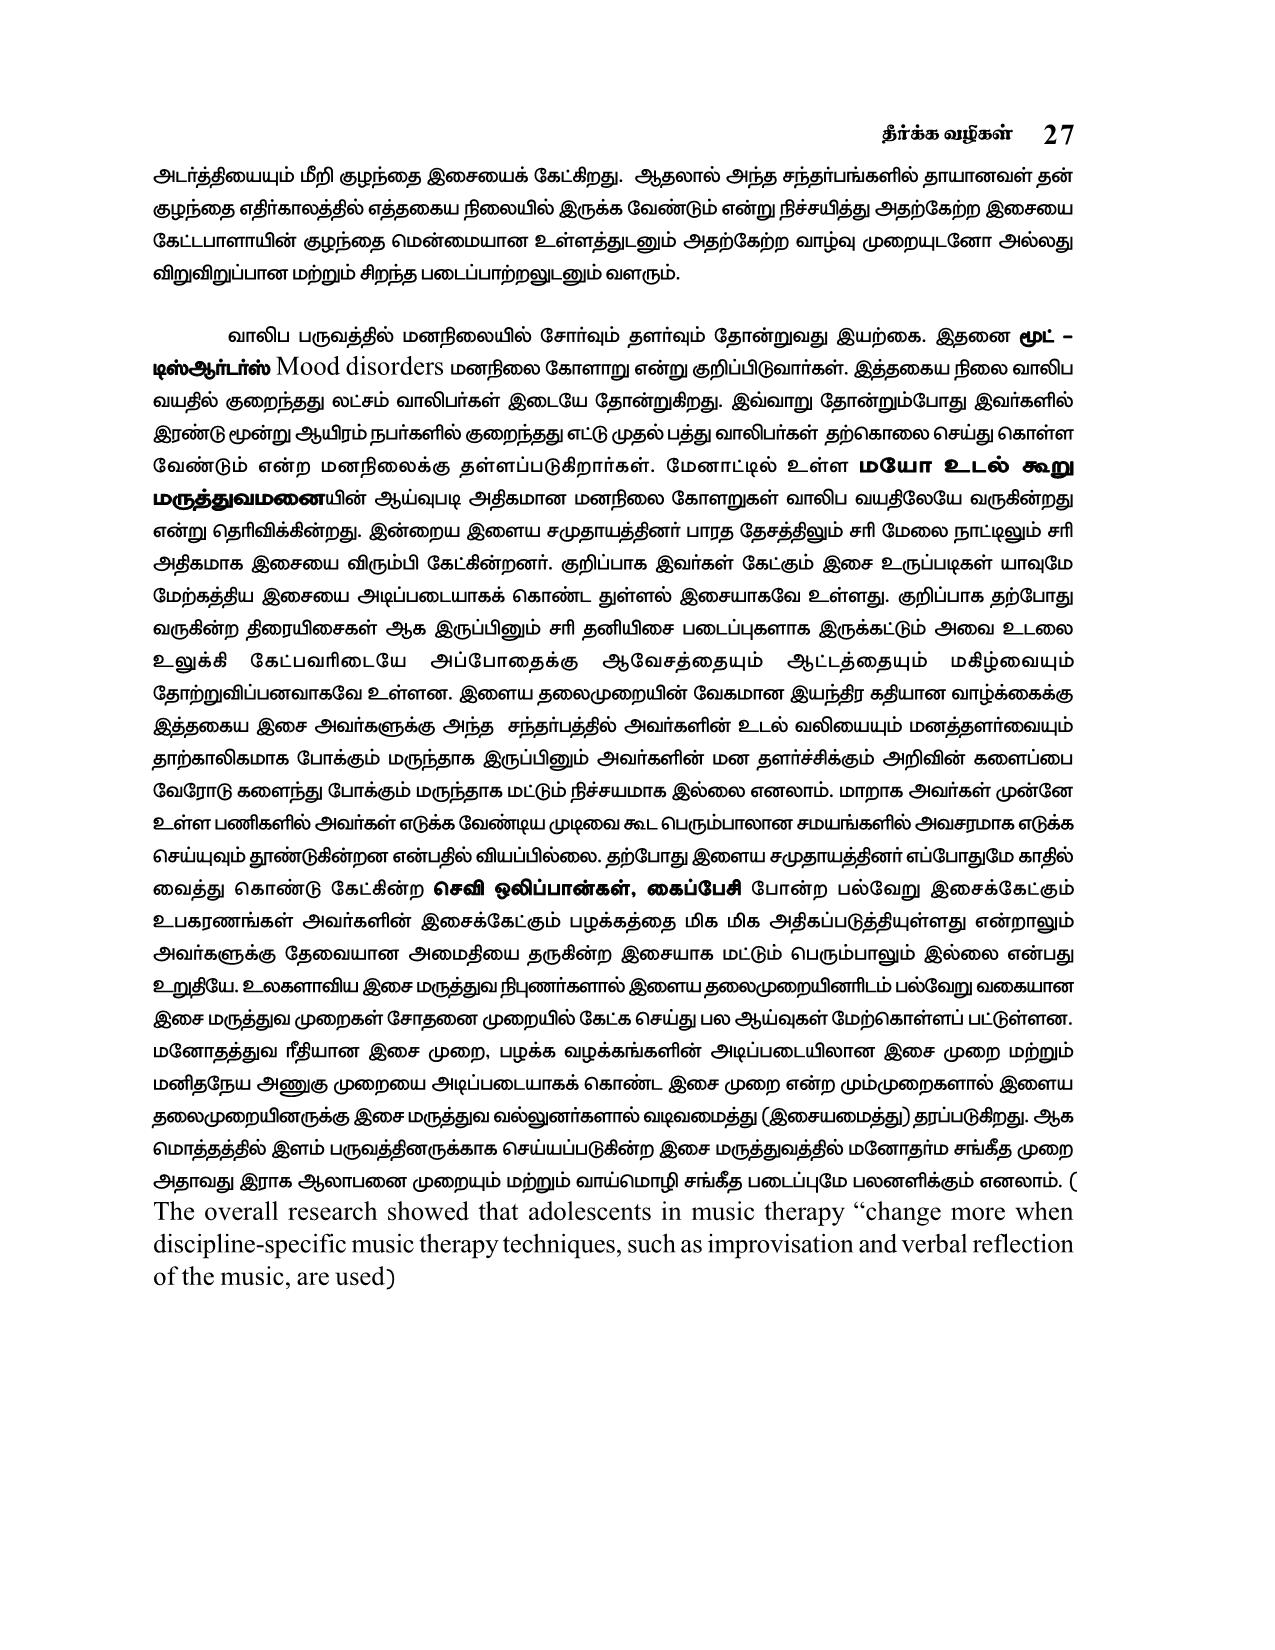 தீர்க்க வழிகள் 27
அடர்த்தியையும் மீறி குழந்தை இசையைக் கேட்கிறது. ஆதலால் அந்த சந்தர்பங்களில் தாயானவள் தன்
குழந்தை எதிர்காலத்தில் எத்தகைய நிலையில் இருக்க வேண்டும் என்று நிச்சயித்து அதற்கேற்ற இசையை
கேட்டபாளாயின் குழந்தை மென்மையான உள்ளத்துடனும் அதற்கேற்ற வாழ்வு முறையுடனோ அல்லது
விறுவிறுப்பான மற்றும் சிறந்த படைப்பாற்றலுடனும் வளரும்.
வாலிப பருவத்தில் மனநிலையில் சோர்வும் தளர்வும் தோன்றுவது இயற்கை. இதனை மூட் –
டிஸ்ஆர்டர்ஸ் Mood disorders மனநிலை கோளாறு என்று குறிப்பிடுவார்கள். இத்தகைய நிலை வாலிப
வயதில் குறைந்தது லட்சம் வாலிபர்கள் இடையே தோன்றுகிறது. இவ்வாறு தோன்றும்போது இவர்களில்
இரண்டு மூன்று ஆயிரம் நபர்களில் குறைந்தது எட்டு முதல் பத்து வாலிபர்கள் தற்கொலை செய்து கொள்ள
வேண்டும் என்ற மனநிலைக்கு தள்ளப்படுகிறார்கள். மேனாட்டில் உள்ள மயோ உடல் கூறு
மருத்துவமனையின் ஆய்வுபடி அதிகமான மனநிலை கோளறுகள் வாலிப வயதிலேயே வருகின்றது
என்று தெரிவிக்கின்றது. இன்றைய இளைய சமுதாயத்தினர் பாரத தேசத்திலும் சரி மேலை நாட்டிலும் சரி
அதிகமாக இசையை விரும்பி கேட்கின்றனர். குறிப்பாக இவர்கள் கேட்கும் இசை உருப்படிகள் யாவுமே
மேற்கத்திய இசையை அடிப்படையாகக் கொண்ட துள்ளல் இசையாகவே உள்ளது. குறிப்பாக தற்போது
வருகின்ற திரையிசைகள் ஆக இருப்பினும் சரி தனியிசை படைப்புகளாக இருக்கட்டும் அவை உடலை
உலுக்கி கேட்பவரிடையே அப்போதைக்கு ஆவேசத்தையும் ஆட்டத்தையும் மகிழ்வையும்
தோற்றுவிப்பனவாகவே உள்ளன. இளைய தலைமுறையின் வேகமான இயந்திர கதியான வாழ்க்கைக்கு
இத்தகைய இசை அவர்களுக்கு அந்த சந்தர்பத்தில் அவர்களின் உடல் வலியையும் மனத்தளர்வையும்
தாற்காலிகமாக போக்கும் மருந்தாக இருப்பினும் அவர்களின் மன தளர்ச்சிக்கும் அறிவின் களைப்பை
வேரோடு களைந்து போக்கும் மருந்தாக மட்டும் நிச்சயமாக இல்லை எனலாம். மாறாக அவர்கள் முன்னே
உள்ள பணிகளில் அவர்கள் எடுக்க வேண்டிய முடிவை கூட பெரும்பாலான சமயங்களில் அவசரமாக எடுக்க
செய்யுவும் தூண்டுகின்றன என்பதில் வியப்பில்லை. தற்போது இளைய சமுதாயத்தினர் எப்போதுமே காதில்
வைத்து கொண்டு கேட்கின்ற செவி ஒலிப்பான்கள், கைப்பேசி போன்ற பல்வேறு இசைக்கேட்கும்
உபகரணங்கள் அவர்களின் இசைக்கேட்கும் பழக்கத்தை மிக மிக அதிகப்படுத்தியுள்ளது என்றாலும்
அவர்களுக்கு தேவையான அமைதியை தருகின்ற இசையாக மட்டும் பெரும்பாலும் இல்லை என்பது
உறுதியே. உலகளாவிய இசை மருத்துவ நிபுணர்களால் இளைய தலைமுறையினரிடம் பல்வேறு வகையான
இசை மருத்துவ முறைகள் சோதனை முறையில் கேட்க செய்து பல ஆய்வுகள் மேற்கொள்ளப் பட்டுள்ளன.
மனோதத்துவ ரீதியான இசை முறை, பழக்க வழக்கங்களின் அடிப்படையிலான இசை முறை மற்றும்
மனிதநேய அணுகு முறையை அடிப்படையாகக் கொண்ட இசை முறை என்ற மும்முறைகளால் இளைய
தலைமுறையினருக்கு இசை மருத்துவ வல்லுனர்களால் வடிவமைத்து (இசையமைத்து) தரப்படுகிறது. ஆக
மொத்தத்தில் இளம் பருவத்தினருக்காக செய்யப்படுகின்ற இசை மருத்துவத்தில் மனோதர்ம சங்கீத முறை
அதாவது இராக ஆலாபனை முறையும் மற்றும் வாய்மொழி சங்கீத படைப்புமே பலனளிக்கும் எனலாம். (
The overall research showed that adolescents in music therapy “change more when
discipline-specific music therapy techniques, such as improvisation and verbal reflection
of the music, are used)